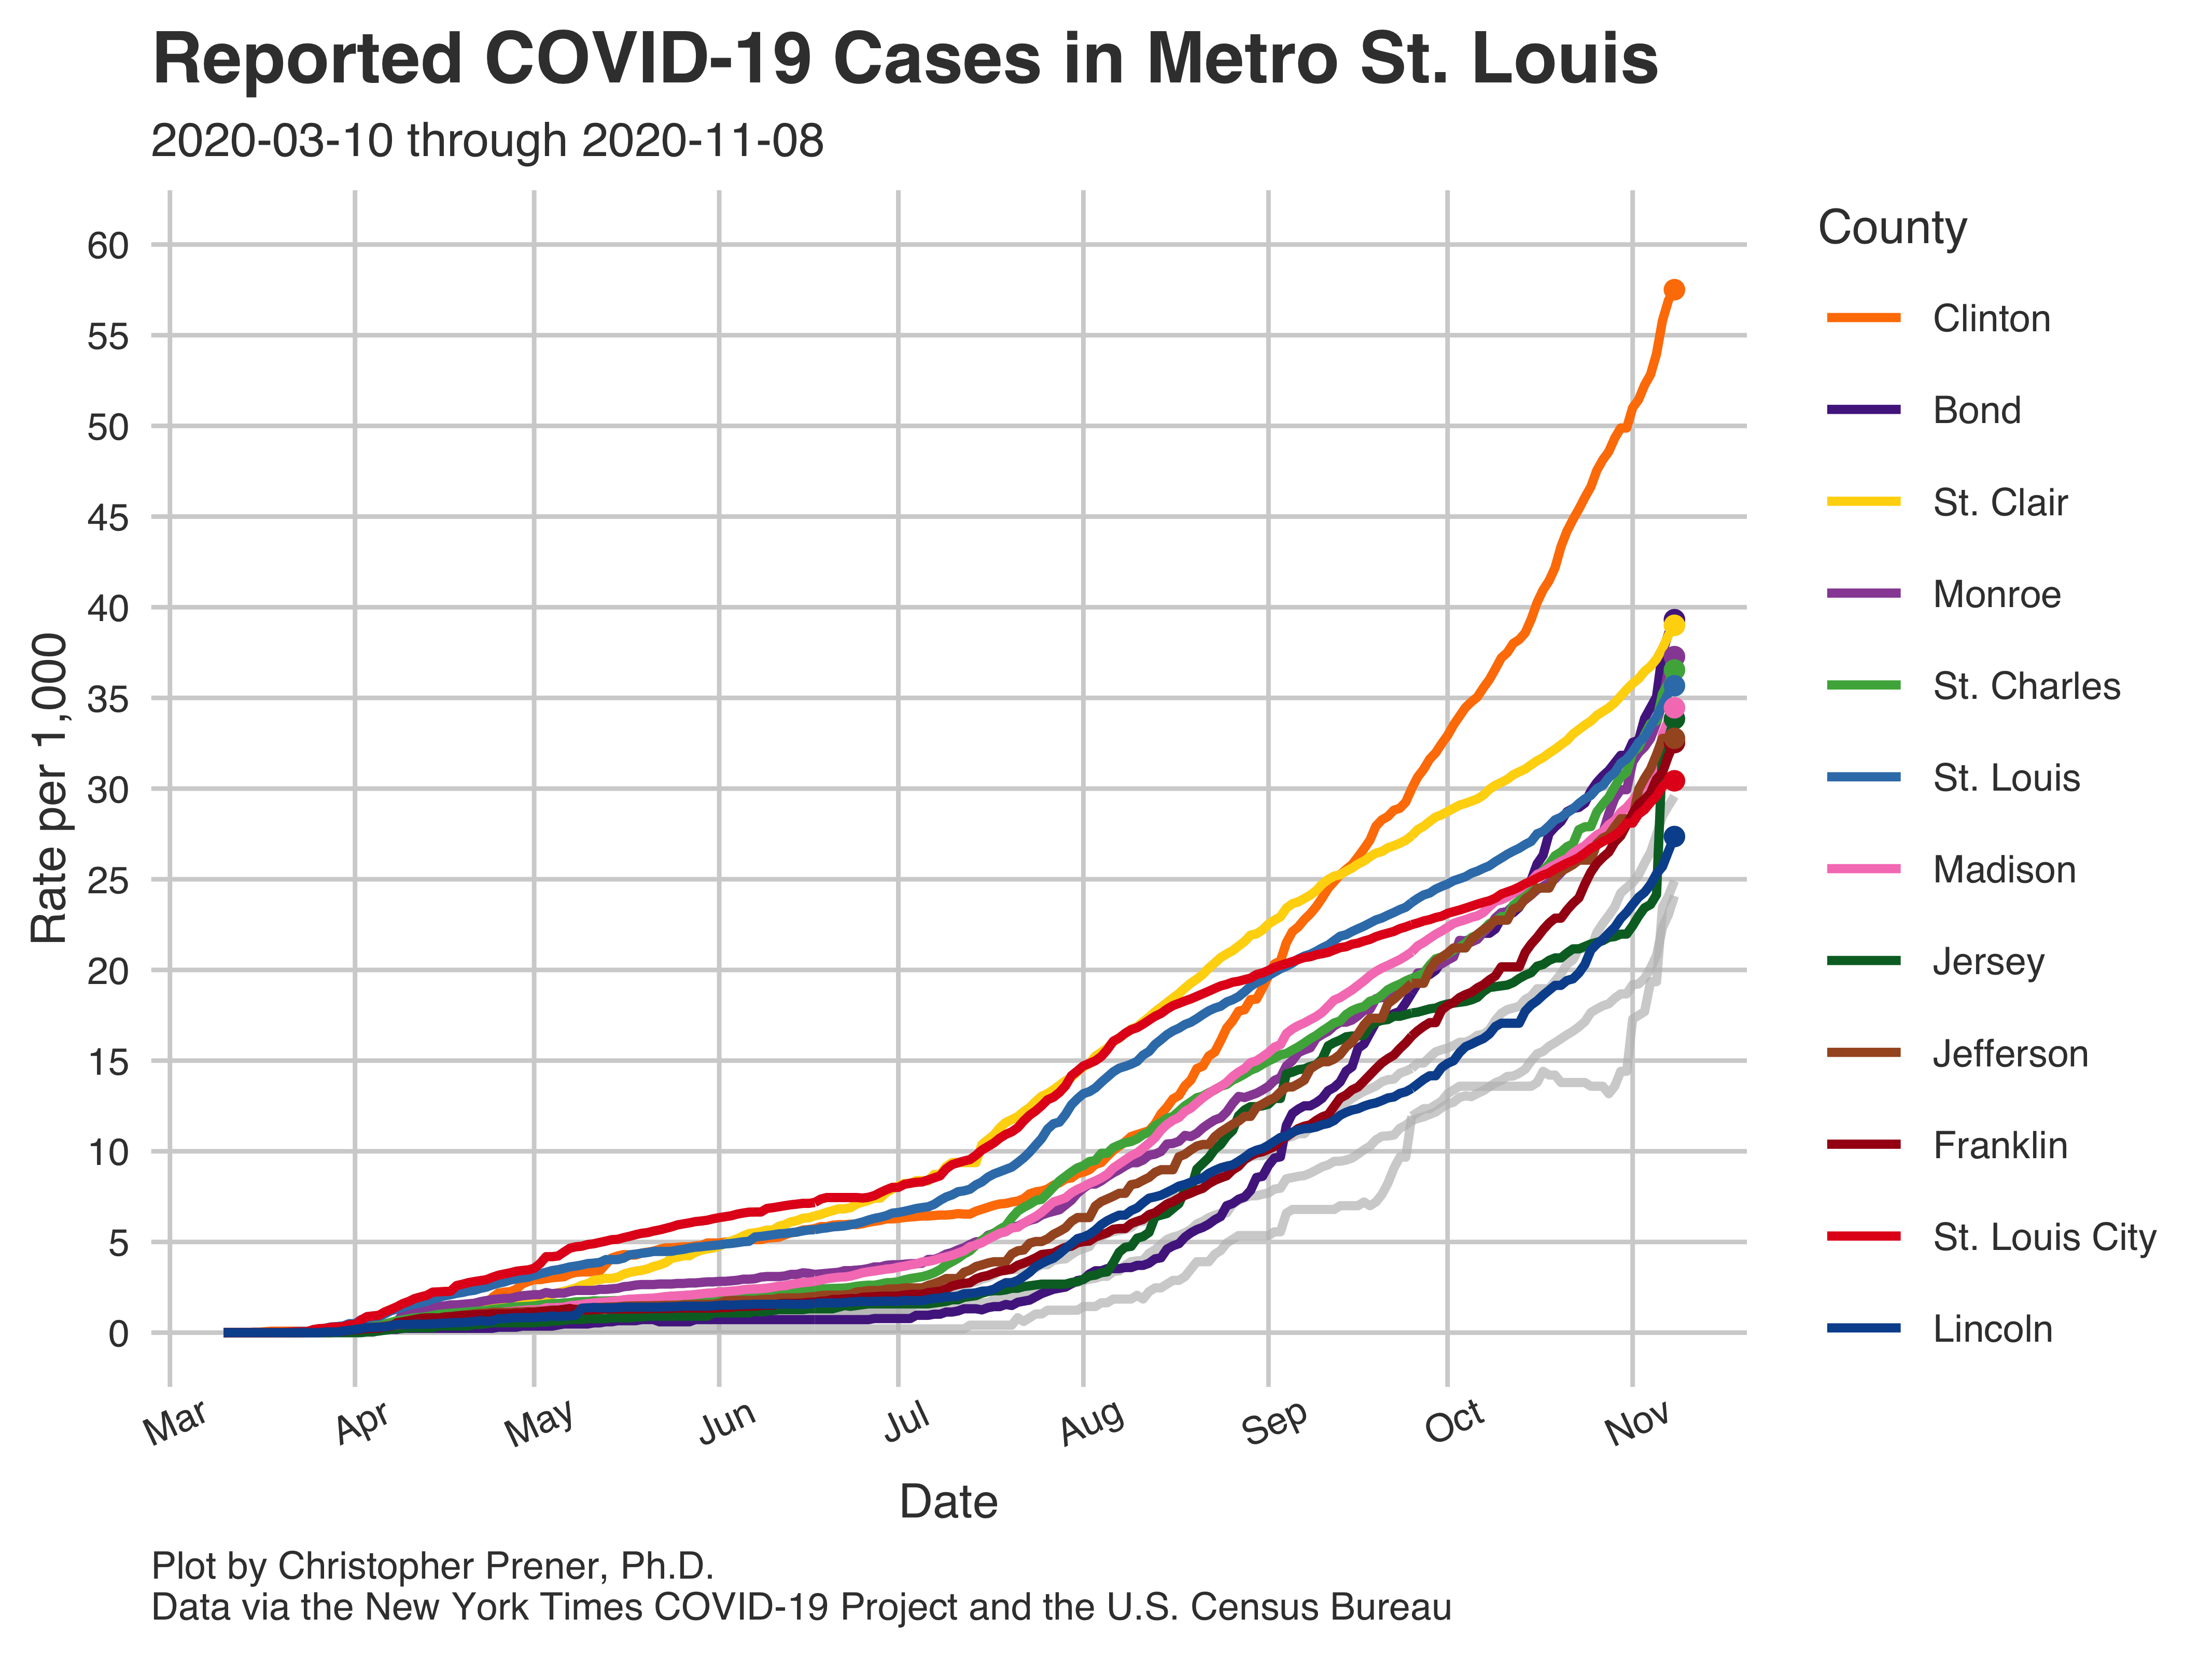 Reported COVID-19 Cases in Metro St. Louis
2020-03-10 through 2020-11-08
Rate per 1,000
60
55
50
45
40
35
30
25
20
15
10
5
0
Mar
Apr
May
Jun
Jul
Aug
Sep
Oct
Nov
Date
County
Clinton
Bond
St. Clair
Monroe
St. Charles
St. Louis
Madison
Jersey
Jefferson
Franklin
St. Louis City
Lincoln
Plot by Christopher Prener, Ph.D.
Data via the New York Times COVID-19 Project and the U.S. Census Bureau